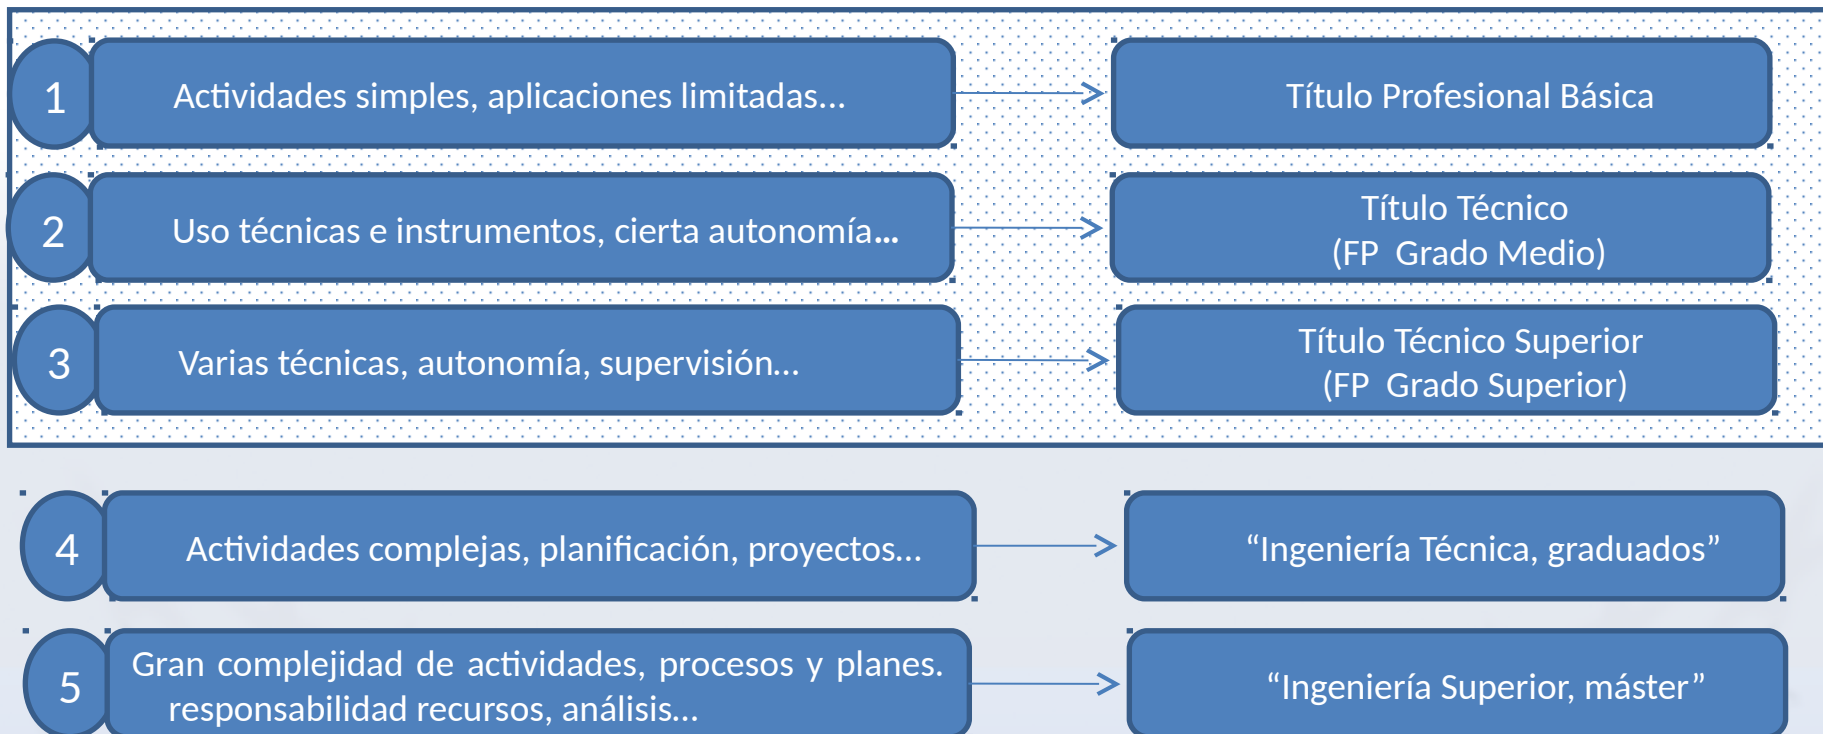 1
Actividades simples, aplicaciones limitadas...
Título Profesional Básica
2
Uso técnicas e instrumentos, cierta autonomía...
Título Técnico
(FP Grado Medio)
3
Varias técnicas, autonomía, supervisión...
Título Técnico Superior
(FP Grado Superior)
4
Actividades complejas, planificación, proyectos...
“Ingeniería Técnica, graduados”
5
Gran complejidad de actividades, procesos y planes.
responsabilidad recursos, análisis...
“Ingeniería Superior, máster”